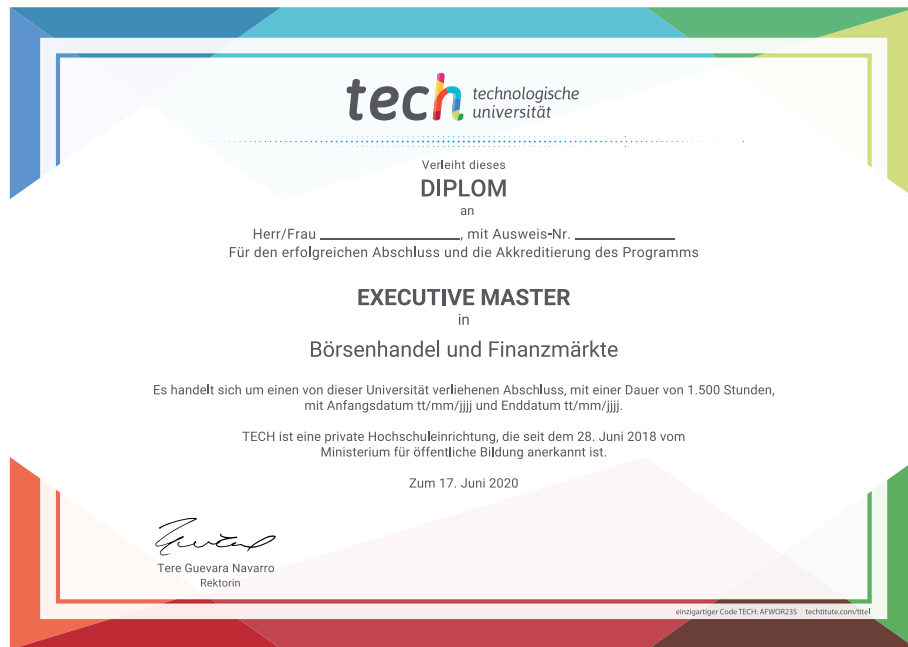 tech technologische
universität
Verleiht dieses
DIPLOM
an
Herr/Frau ____________________, mit Ausweis-Nr. ______________
Für den erfolgreichen Abschluss und die Akkreditierung des Programms
EXECUTIVE MASTER
in
Börsenhandel und Finanzmärkte
Es handelt sich um einen von dieser Universität verliehenen Abschluss, mit einer Dauer von 1.500 Stunden,
mit Anfangsdatum tt/mm/jjjj und Enddatum tt/mm/jjjj.
TECH ist eine private Hochschuleinrichtung, die seit dem 28. Juni 2018 vom
Ministerium für öffentliche Bildung anerkannt ist.
Zum 17. Juni 2020
Tere Guevara Navarro
Rektorin
einzigartiger Code TECH: AFWOR23S techtitute.com/titel